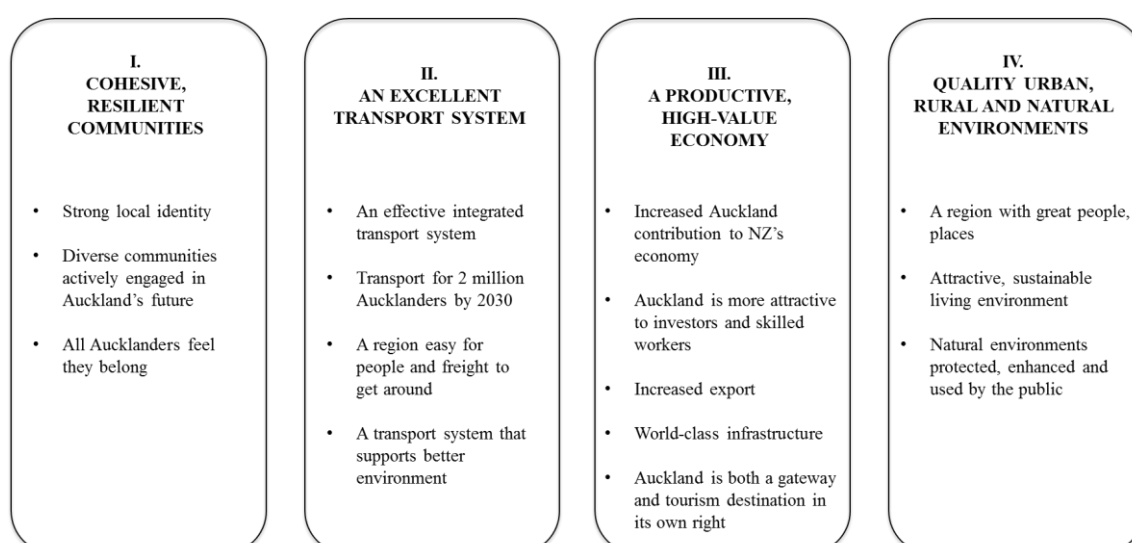 I.
COHESIVE,
RESILIENT
COMMUNITIES
• Strong local identity
• Diverse communities
actively engaged in
Auckland's future
• All Aucklanders feel
they belong
II.
AN EXCELLENT
TRANSPORT SYSTEM
• An effective integrated
transport system
• Transport for 2 million
Aucklanders by 2030
• A region easy for
people and freight to
get around
• A transport system that
supports better
environment
III.
A PRODUCTIVE,
HIGH-VALUE
ECONOMY
• Increased Auckland
contribution to NZ's
economy
• Auckland is more attractive
to investors and skilled
workers
• Increased export
• World-class infrastructure
• Auckland is both a gateway
and tourism destination in
its own right
IV.
QUALITY URBAN,
RURAL AND NATURAL
ENVIRONMENTS
• A region with great people,
places
• Attractive, sustainable
living environment
• Natural environments
protected, enhanced and
used by the public